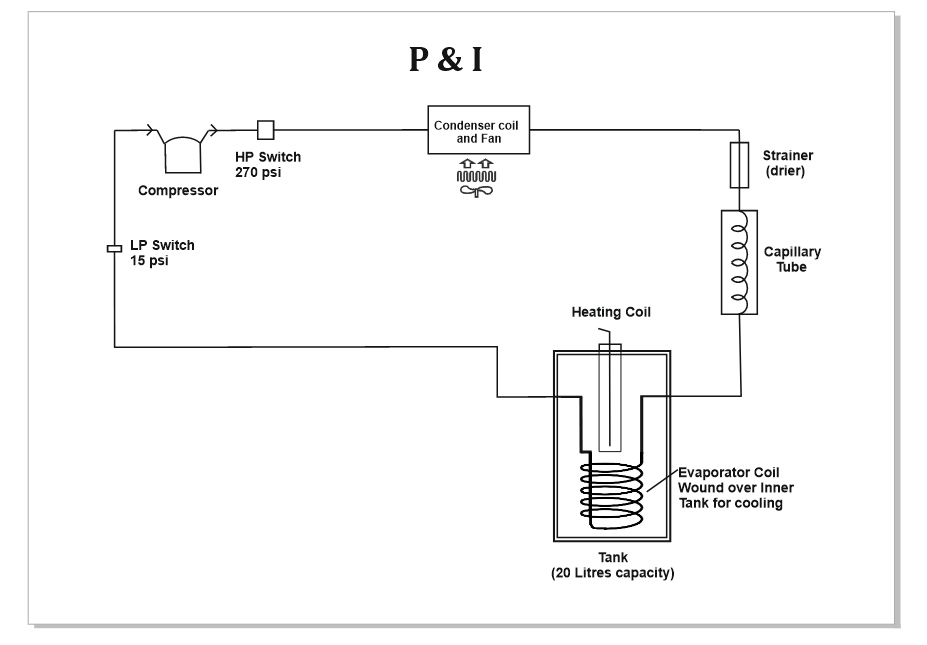 P & I
Condenser coil
and Fan
HP Switch
270 psi
Compressor
Strainer
(drier)
LP Switch
15 psi
Capillary
Tube
Heating Coil
Evaporator Coil
Wound over Inner
Tank for cooling
Tank
(20 Litres capacity)